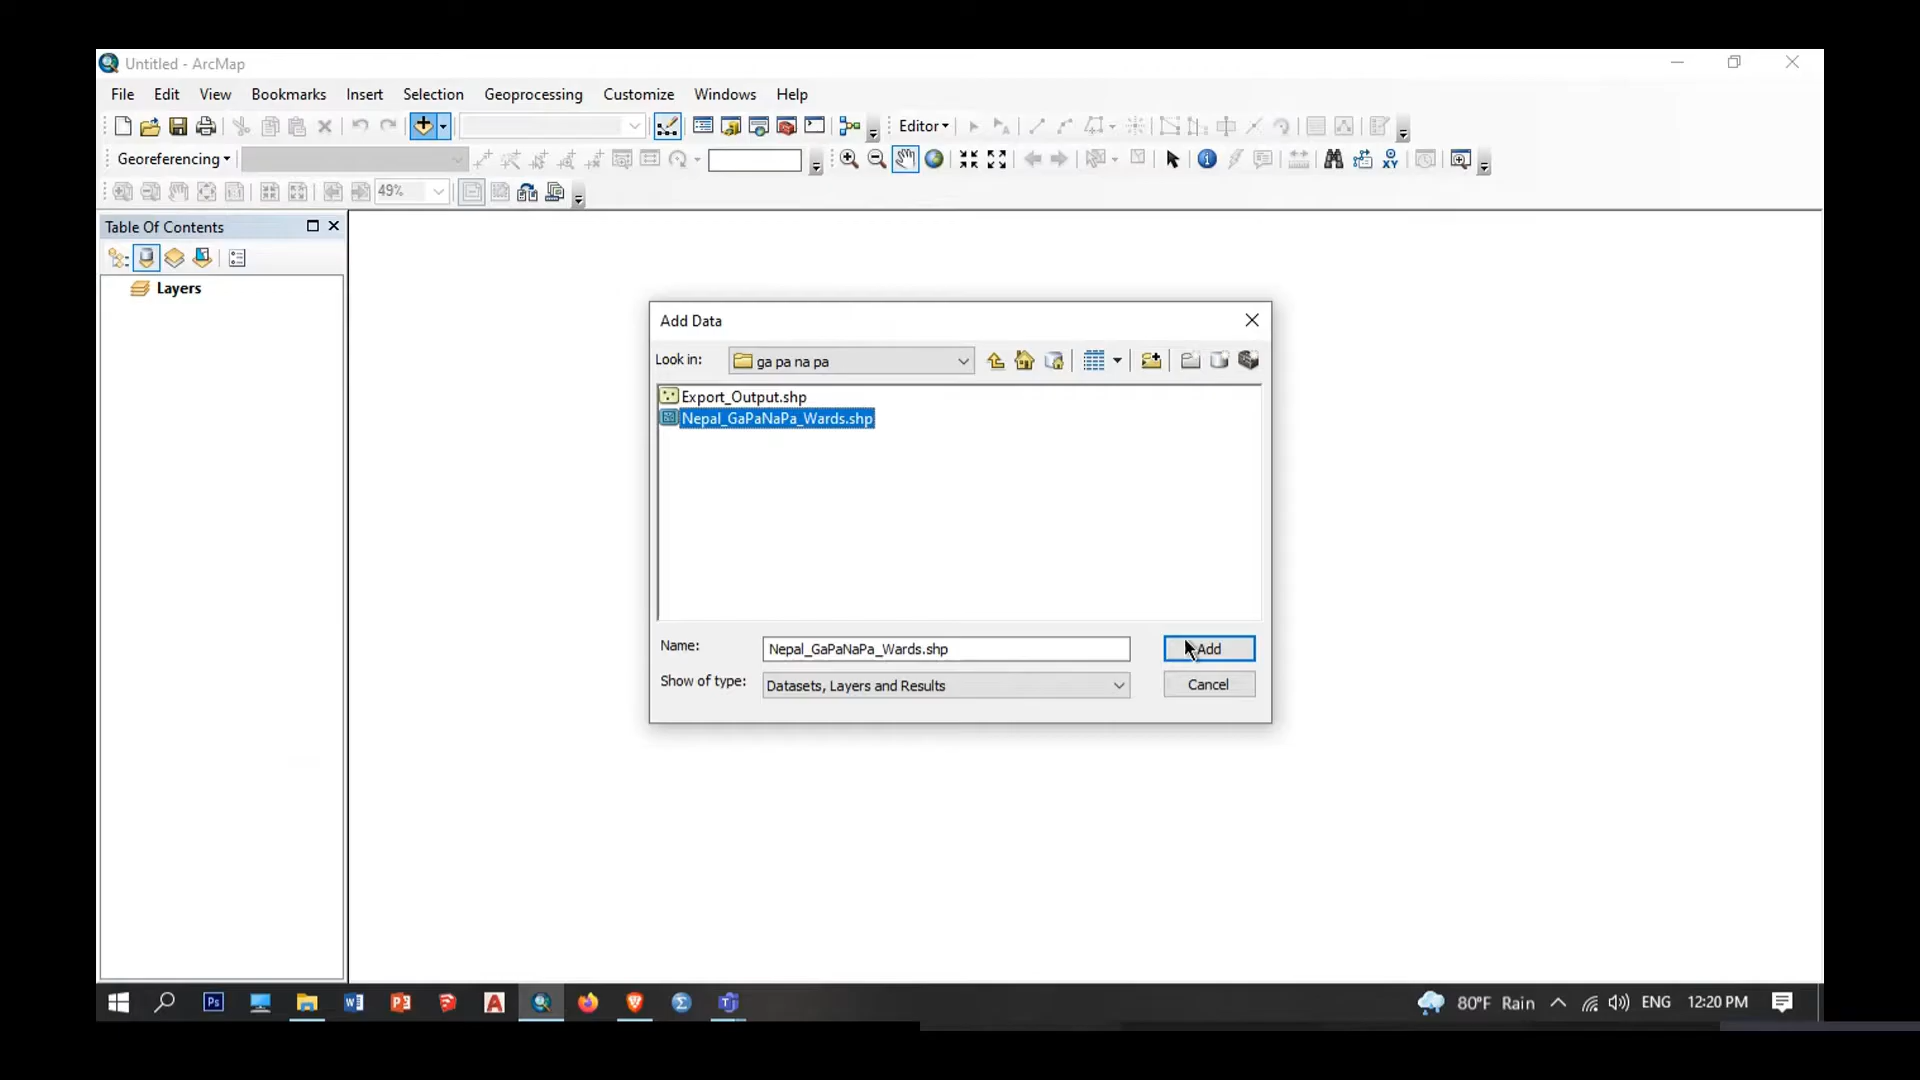 Untitled - ArcMap
File Edit View Bookmarks Insert Selection Geoprocessing Customize Windows Help
Editor
Georeferencing
XY
49%
Table Of Contents
Layers
Add Data
Look in: ga pa na pa
Export_Output.shp
Nepal_GaPaNaPa_Wards.shp
Name: Nepal_GaPaNaPa_Wards.shp Add
Show of type: Datasets, Layers and Results Cancel
Ps
80°F Rain ENG 12:20 PM